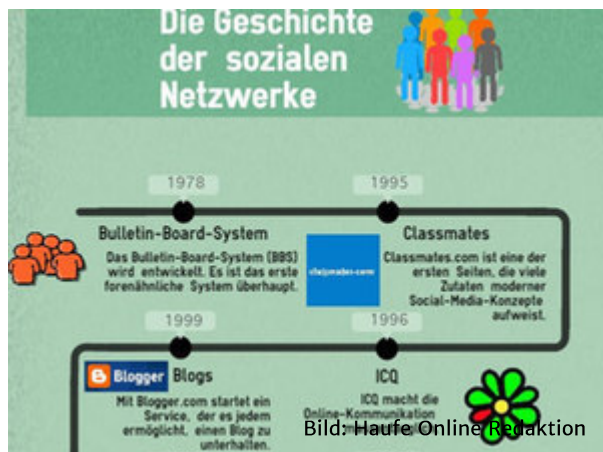 Die Geschichte
der sozialen
Netzwerke
1978
1995
Bulletin-Board-System
Das Bulletin-Board-System (BBS)
wird entwickelt. Es ist das erste
forenähnliche System überhaupt.
classmates.com
Classmates
Classmates.com ist eine der
ersten Seiten, die viele
Zutaten moderner
Social-Media-Konzepte
aufweist.
1999
1996
Blogger Blogs
Mit Blogger.com startet ein
Service, der es jedem
ermöglicht, einen Blog zu
unterhalten.
ICQ
ICQ macht die
Online-Kommunikation
Bild: Haufe Online Redaktion